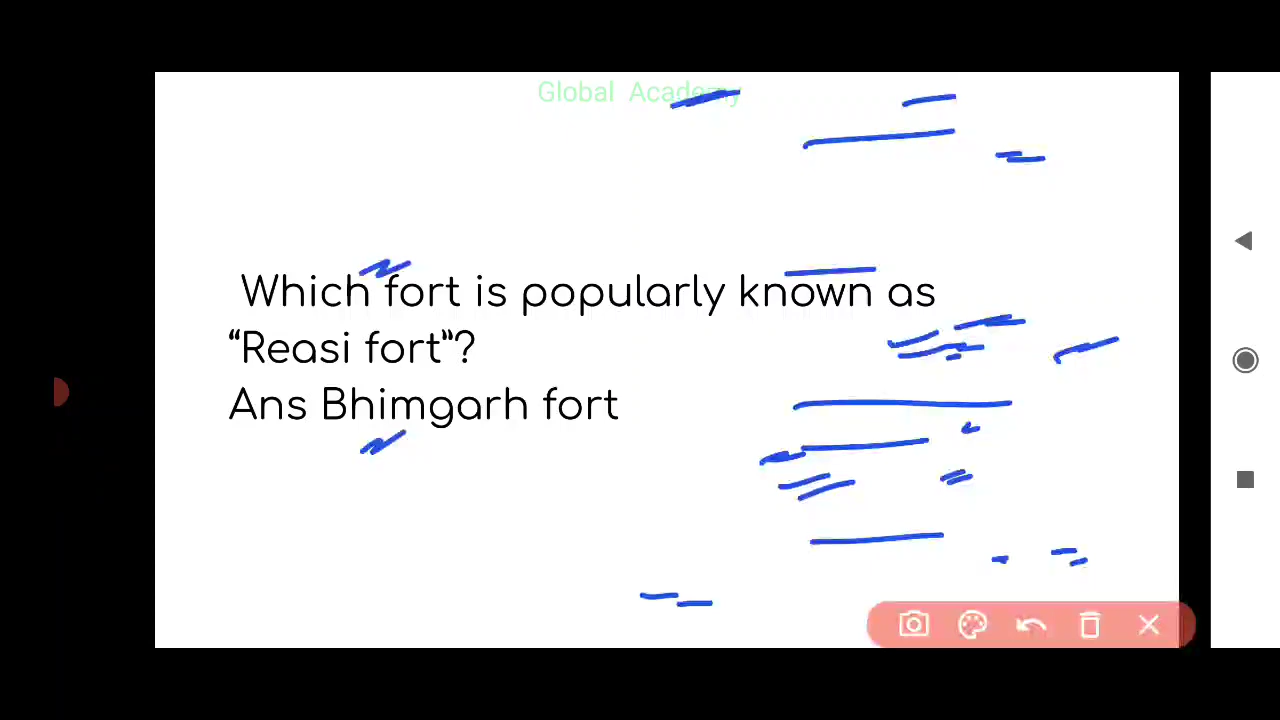 Global Academy
Which fort is popularly known as
“Reasi fort”?
Ans Bhimgarh fort